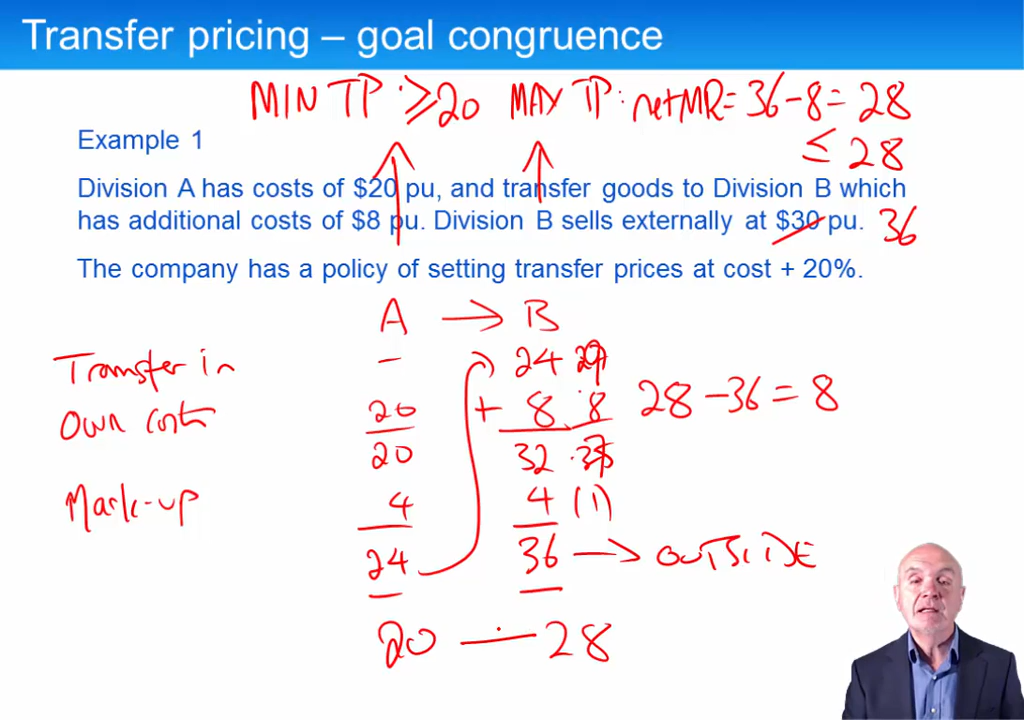 Transfer pricing – goal congruence
MIN TP ≥20 MAX TP: net MR = 36 - 8 = 28
≤ 28
Example 1
Division A has costs of $20 pu, and transfer goods to Division B which
has additional costs of $8 pu. Division B sells externally at $30 pu. 36
The company has a policy of setting transfer prices at cost + 20%.
A → B
Transfer in - 24
Own costs 20 + 8 8 28 - 36 = 8
20 32
Mark-up 4 4 (1)
24 36 → OUTSIDE
20 — 28